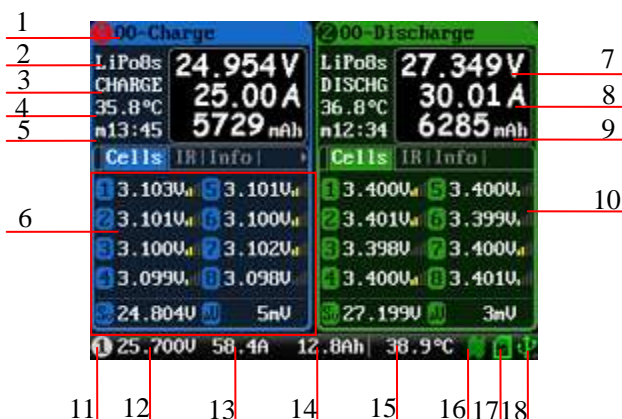 1
2
3
4
5
6
① 00-Charge
LiPo8s
CHARGE
35.8°C
m13:45
24.954V
25.00A
5729mAh
Cells IR|Info|
1 3.103V 5 3.101V
2 3.101V 6 3.100V
3 3.100V 7 3.102V
4 3.099V 8 3.098V
24.804V 5mV
② 00-Discharge
LiPo8s
DISCHG
36.8°C
m12:34
27.349V
30.01A
6285mAh
Cells IR|Info|
1 3.400V 5 3.400V
2 3.401V 6 3.399V
3 3.398V 7 3.400V
4 3.400V 8 3.401V
27.199V 3mV
7
8
9
10
① 25.700V 58.4A 12.8Ah 38.9°C
11 12 13 14 15 16 17 18